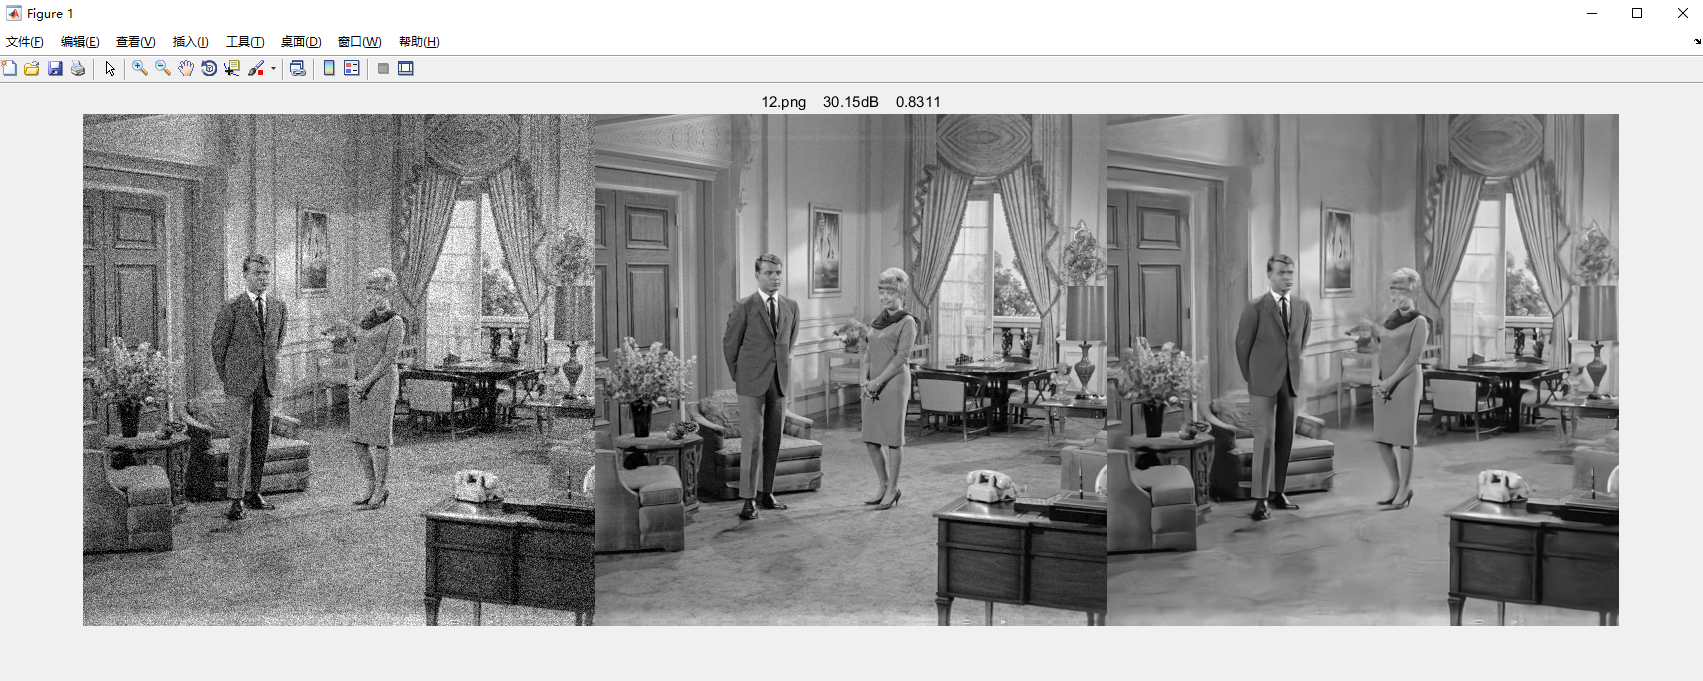 Figure 1
文件(F) 编辑(E) 查看(V) 插入(I) 工具(T) 桌面(D) 窗口(W) 帮助(H)
12.png 30.15dB 0.8311